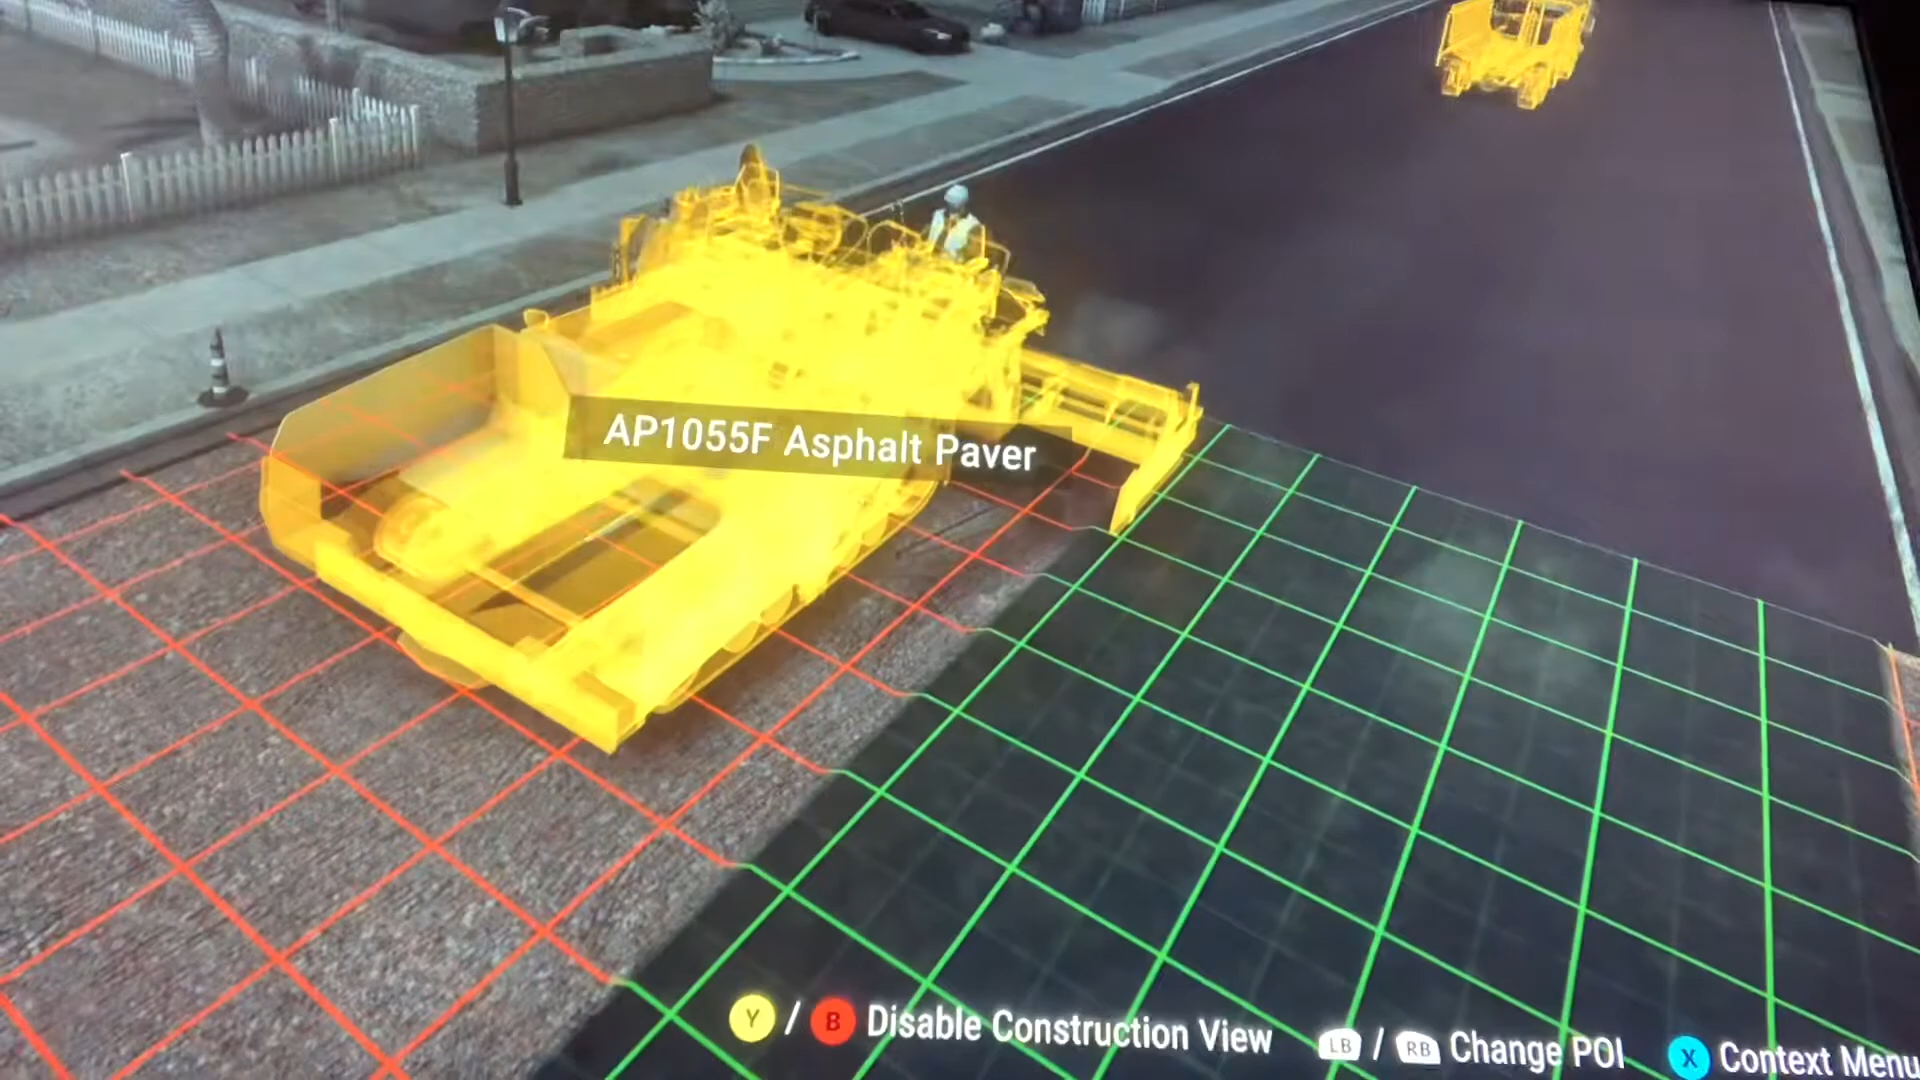 AP1055F Asphalt Paver
Y / B Disable Construction View LB / RB Change POI X Context Menu